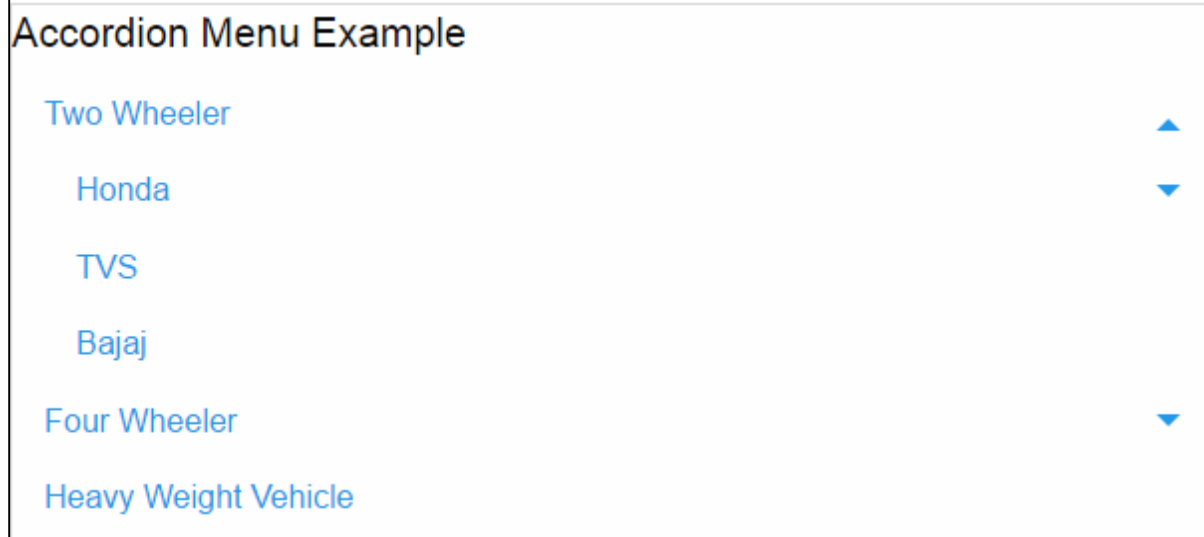 Accordion Menu Example
Two Wheeler
Honda
TVS
Bajaj
Four Wheeler
Heavy Weight Vehicle